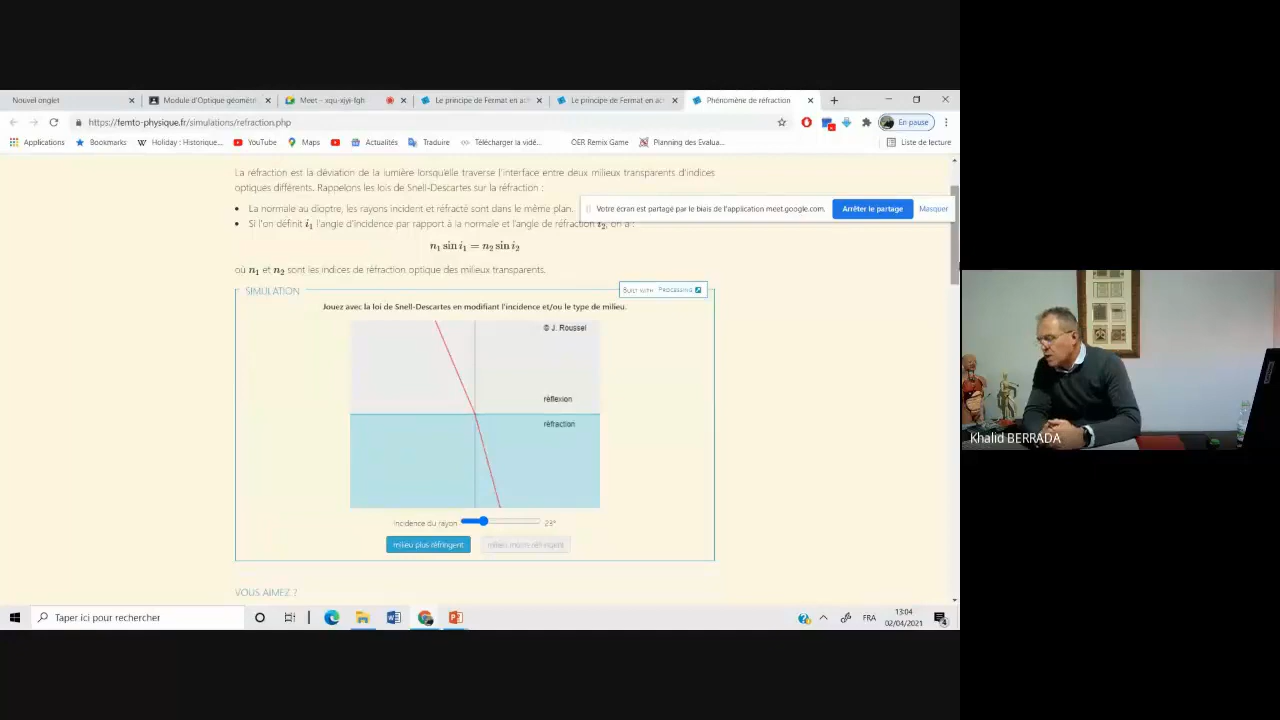 Nouvel onglet
Module d'Optique géomét
Meet – xqu-xjyi-fgh
Le principe de Fermat en ac
Le principe de Fermat en ac
Phénomène de réfraction
https://femto-physique.fr/simulations/refraction.php
En pause
Applications
Bookmarks
Holiday : Historique...
YouTube
Maps
Actualités
Traduire
Télécharger la vidé...
OER Remix Game
Planning des Evalua...
Liste de lecture
La réfraction est la déviation de la lumière lorsqu'elle traverse l'interface entre deux milieux transparents d'indices
optiques différents. Rappelons les lois de Snell-Descartes sur la réfraction :
• La normale au dioptre, les rayons incident et réfracté sont dans le même plan.
Votre écran est partagé par le biais de l'application meet.google.com.
Arrêter le partage
Masquer
• Si l'on définit i₁ l'angle d'incidence par rapport à la normale et l'angle de réfraction i₂, on a :
n₁ sin i₁ = n₂ sin i₂
où n₁ et n₂ sont les indices de réfraction optique des milieux transparents.
SIMULATION
Built with
Jouez avec la loi de Snell-Descartes en modifiant l'incidence et/ou le type de milieu.
© J. Roussel
réflexion
réfraction
Incidence du rayon
23°
milieu plus réfringent
milieu moins réfringent
VOUS AIMEZ ?
Taper ici pour rechercher
FRA
13:04
02/04/2021
4
Khalid BERRADA